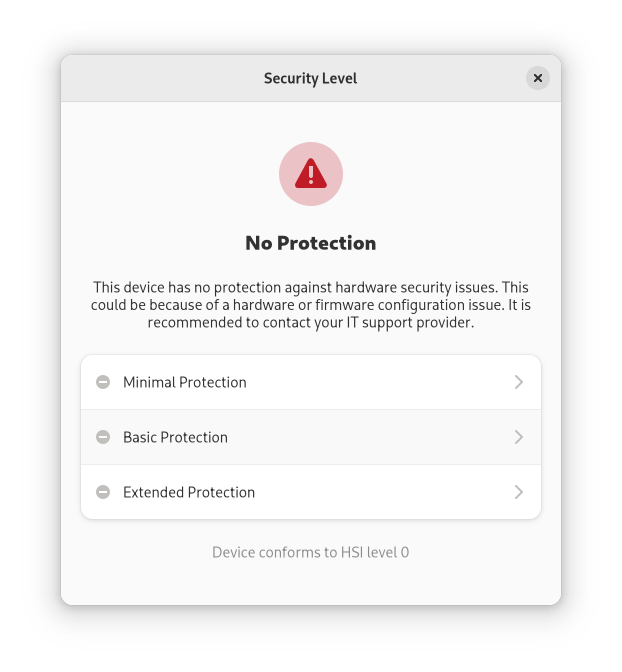 Security Level
No Protection
This device has no protection against hardware security issues. This
could be because of a hardware or firmware configuration issue. It is
recommended to contact your IT support provider.
Minimal Protection
Basic Protection
Extended Protection
Device conforms to HSI level 0